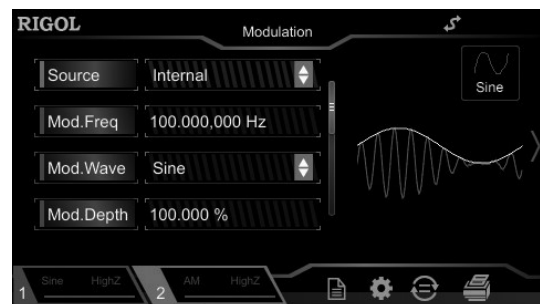 RIGOL
Modulation
Source Internal
Sine
Mod.Freq 100.000,000 Hz
Mod.Wave Sine
Mod.Depth 100.000 %
1 Sine HighZ
2 AM HighZ